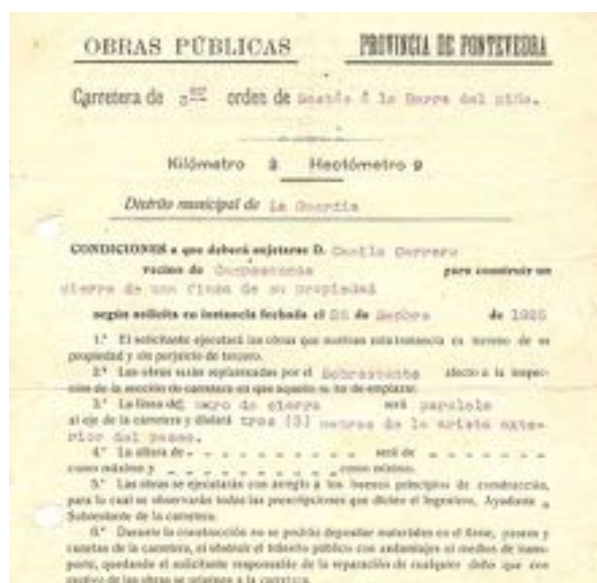 OBRAS PÚBLICAS PROVINCIA DE PONTEVEDRA
Carretera de 3er orden de á la Barra del miño.
Kilómetro 2 Hectómetro 9
Distrito municipal de La Guardia
CONDICIONES a que deberá sujetarse D. Camilo Carrero
vecino de Camposancos para construir un
cierre de una finca de su propiedad
según solicita en instancia fechada el 26 de de 1925
1.ª El solicitante ejecutará las obras que motivan esta instancia en terreno de su
propiedad y sin perjuicio de tercero.
2.ª Las obras serán replanteadas por el Sobrestante afecto a la inspec-
ción de la sección de carretera en que aquello se ha de emplazar.
3.ª La línea del muro de cierre será paralela
al eje de la carretera y distará tres (3) metros de la arista exte-
rior del paseo.
4.ª La altura de - - - - - - - - - - será de - - - - - - -
como máximo y - - - - - - - - - - como mínimo.
5.ª Las obras se ejecutarán con arreglo a los buenos principios de construcción,
para lo cual se observarán todas las prescripciones que dicten el Ingeniero, Ayudante o
Sobrestante de la carretera.
6.ª Durante la construcción no se podrán depositar materiales en el firme, paseos y
cunetas de la carretera, ni obstruir el tránsito público con andamiajes ni medios de trans-
porte, quedando el solicitante responsable de la reparación de cualquier daño que con
motivo de las obras se originen a la carretera.